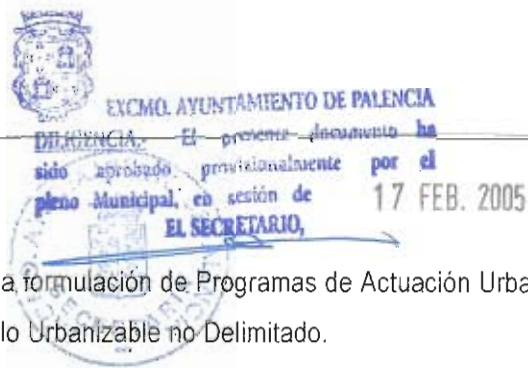 EXCMO. AYUNTAMIENTO DE PALENCIA
DILIGENCIA.- El presente documento ha
sido aprobado provisionalmente por el
pleno Municipal, en sesión de 17 FEB. 2005
EL SECRETARIO,
a formulación de Programas de Actuación Urba
lo Urbanizable no Delimitado.